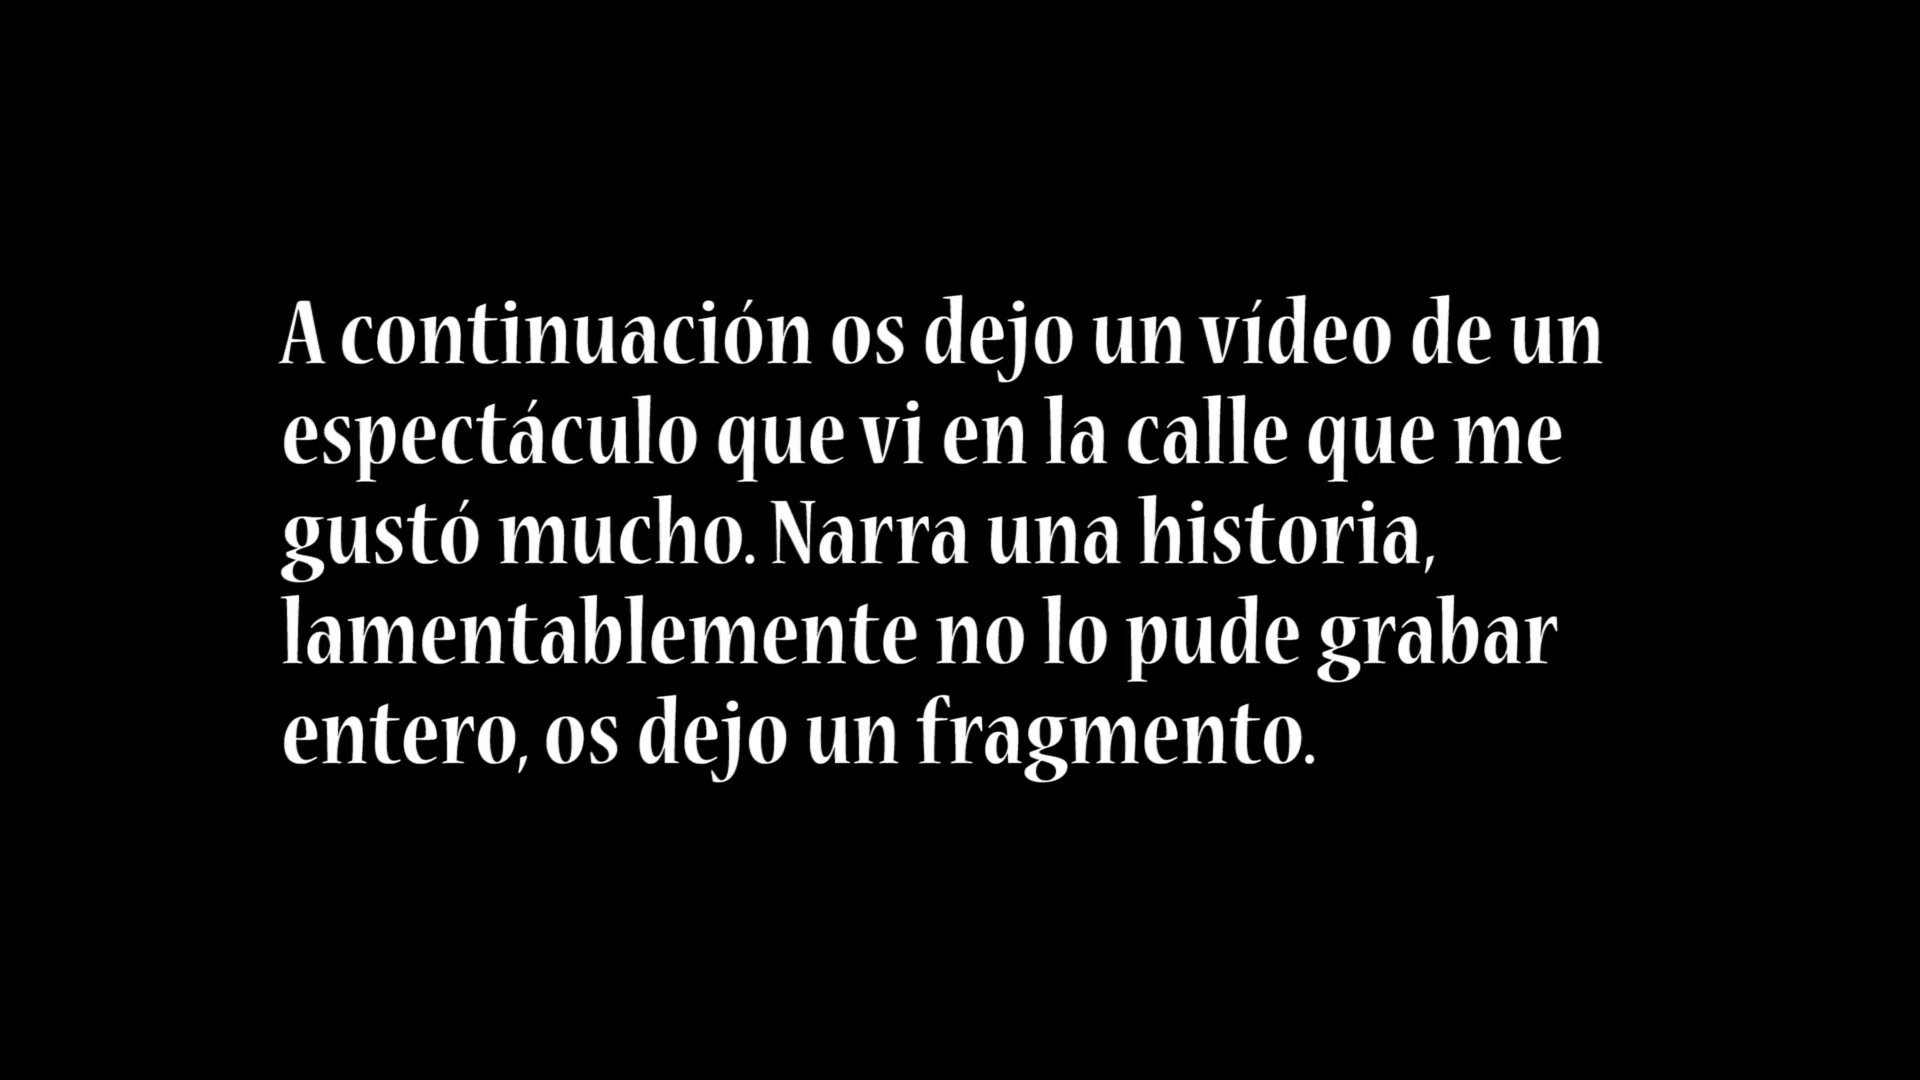 A continuación os dejo un vídeo de un
espectáculo que vi en la calle que me
gustó mucho. Narra una historia,
lamentablemente no lo pude grabar
entero, os dejo un fragmento.